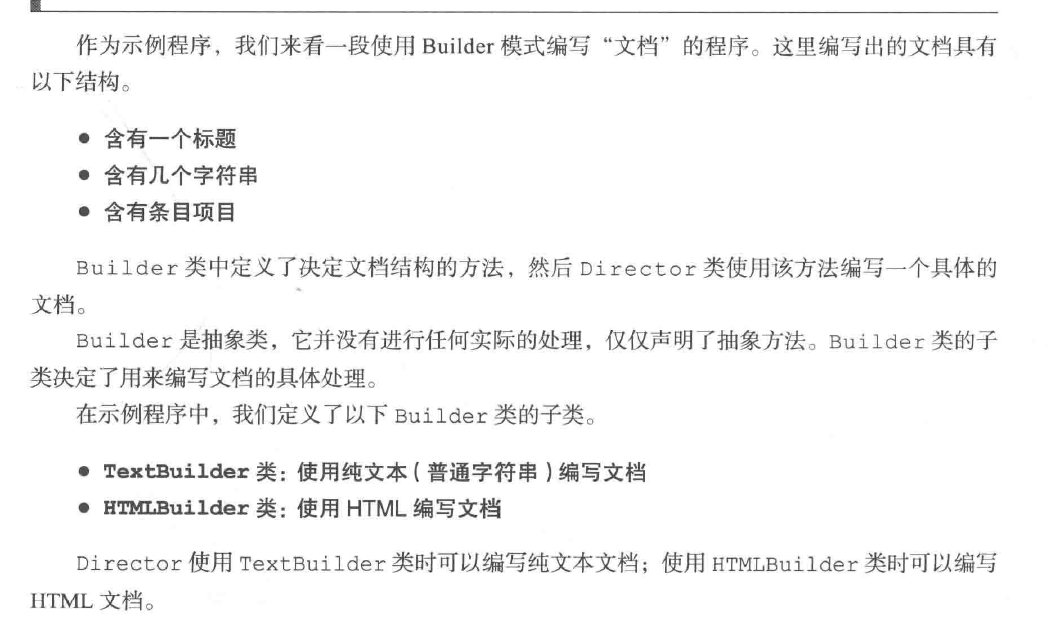 作为示例程序，我们来看一段使用 Builder 模式编写“文档”的程序。这里编写出的文档具有
以下结构。
● 含有一个标题
● 含有几个字符串
● 含有条目项目
Builder 类中定义了决定文档结构的方法，然后 Director 类使用该方法编写一个具体的
文档。
Builder 是抽象类，它并没有进行任何实际的处理，仅仅声明了抽象方法。Builder 类的子
类决定了用来编写文档的具体处理。
在示例程序中，我们定义了以下 Builder 类的子类。
● TextBuilder 类：使用纯文本（普通字符串）编写文档
● HTMLBuilder 类：使用 HTML 编写文档
Director 使用 TextBuilder 类时可以编写纯文本文档；使用 HTMLBuilder 类时可以编写
HTML 文档。